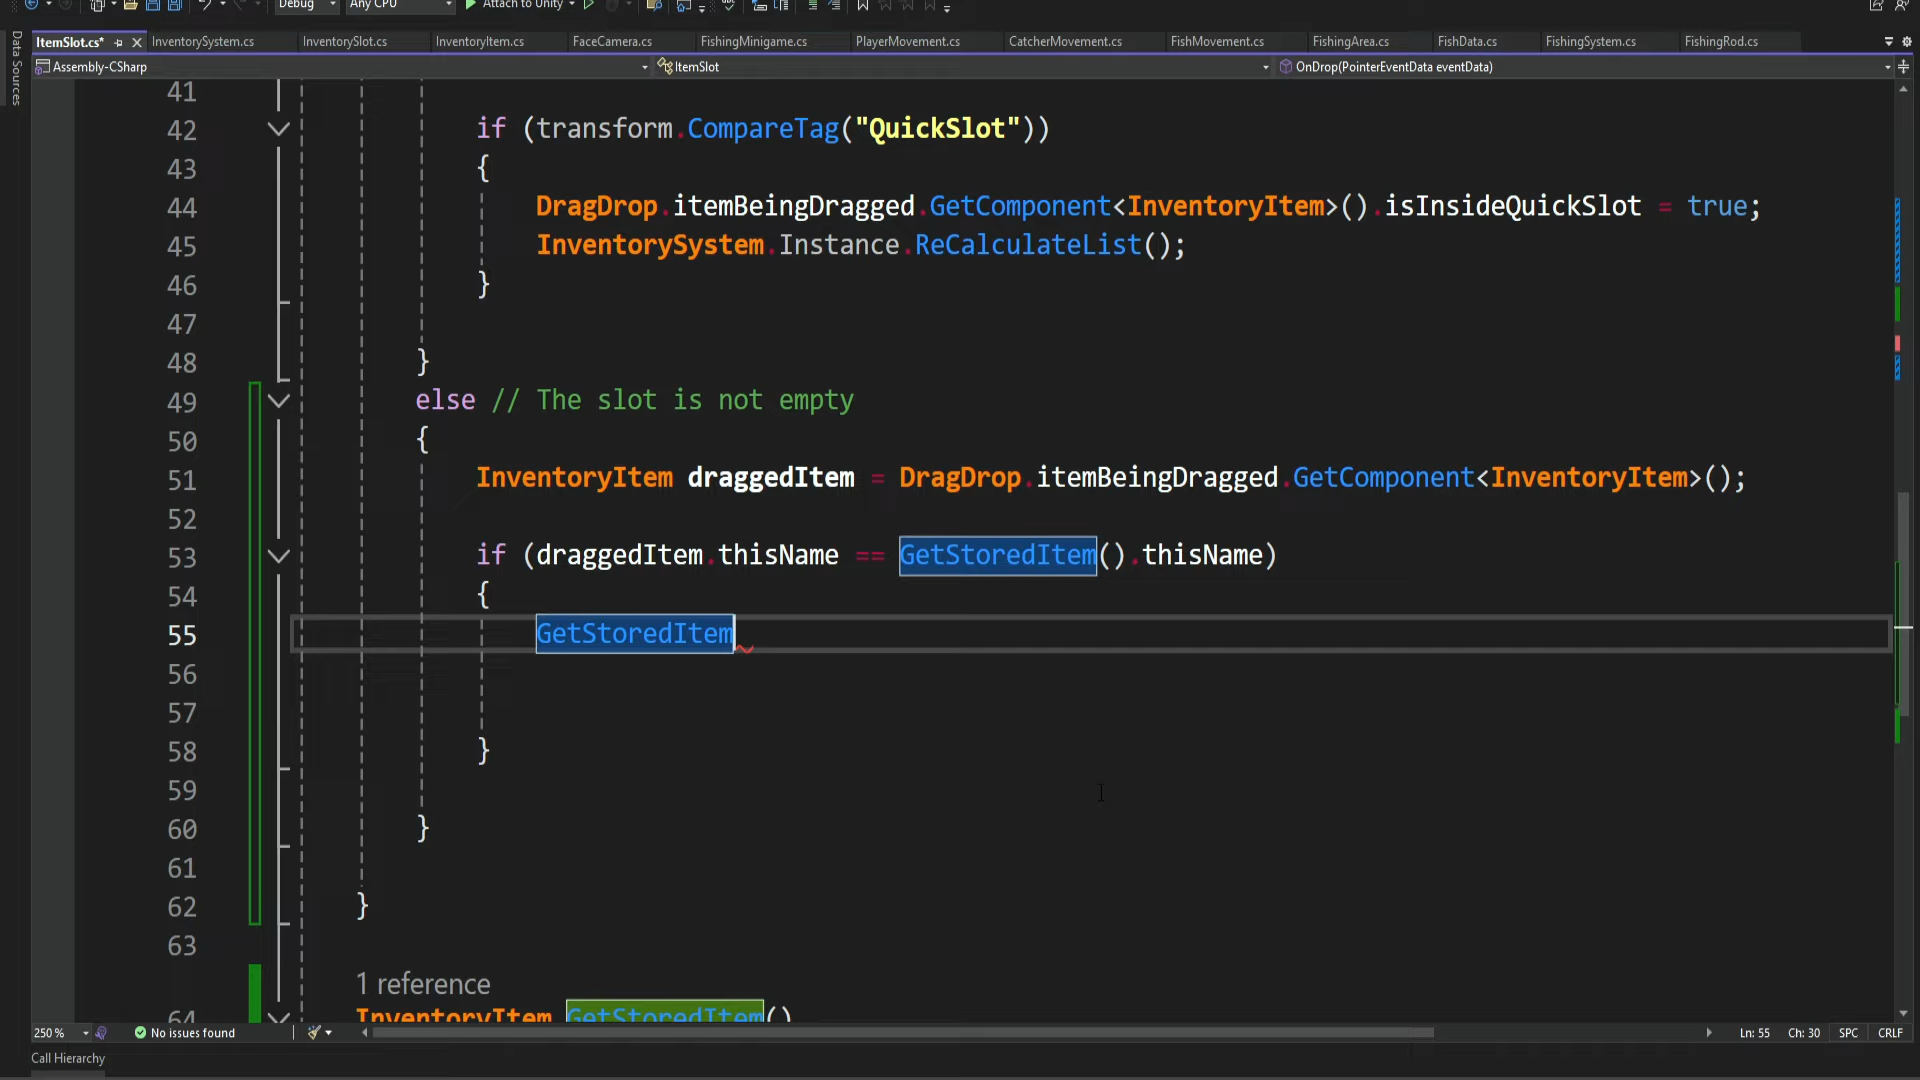 Debug Any CPU Attach to Unity
ItemSlot.cs* InventorySystem.cs InventorySlot.cs InventoryItem.cs FaceCamera.cs FishingMinigame.cs PlayerMovement.cs CatcherMovement.cs FishMovement.cs FishingArea.cs FishData.cs FishingSystem.cs FishingRod.cs
Data Sources
Assembly-CSharp ItemSlot OnDrop(PointerEventData eventData)
41
42 if (transform.CompareTag("QuickSlot"))
43 {
44 DragDrop.itemBeingDragged.GetComponent<InventoryItem>().isInsideQuickSlot = true;
45 InventorySystem.Instance.ReCalculateList();
46 }
47
48 }
49 else // The slot is not empty
50 {
51 InventoryItem draggedItem = DragDrop.itemBeingDragged.GetComponent<InventoryItem>();
52
53 if (draggedItem.thisName == GetStoredItem().thisName)
54 {
55 GetStoredItem
56
57
58 }
59
60 }
61
62 }
63
1 reference
64 InventoryItem GetStoredItem()
250 % No issues found Ln: 55 Ch: 30 SPC CRLF
Call Hierarchy